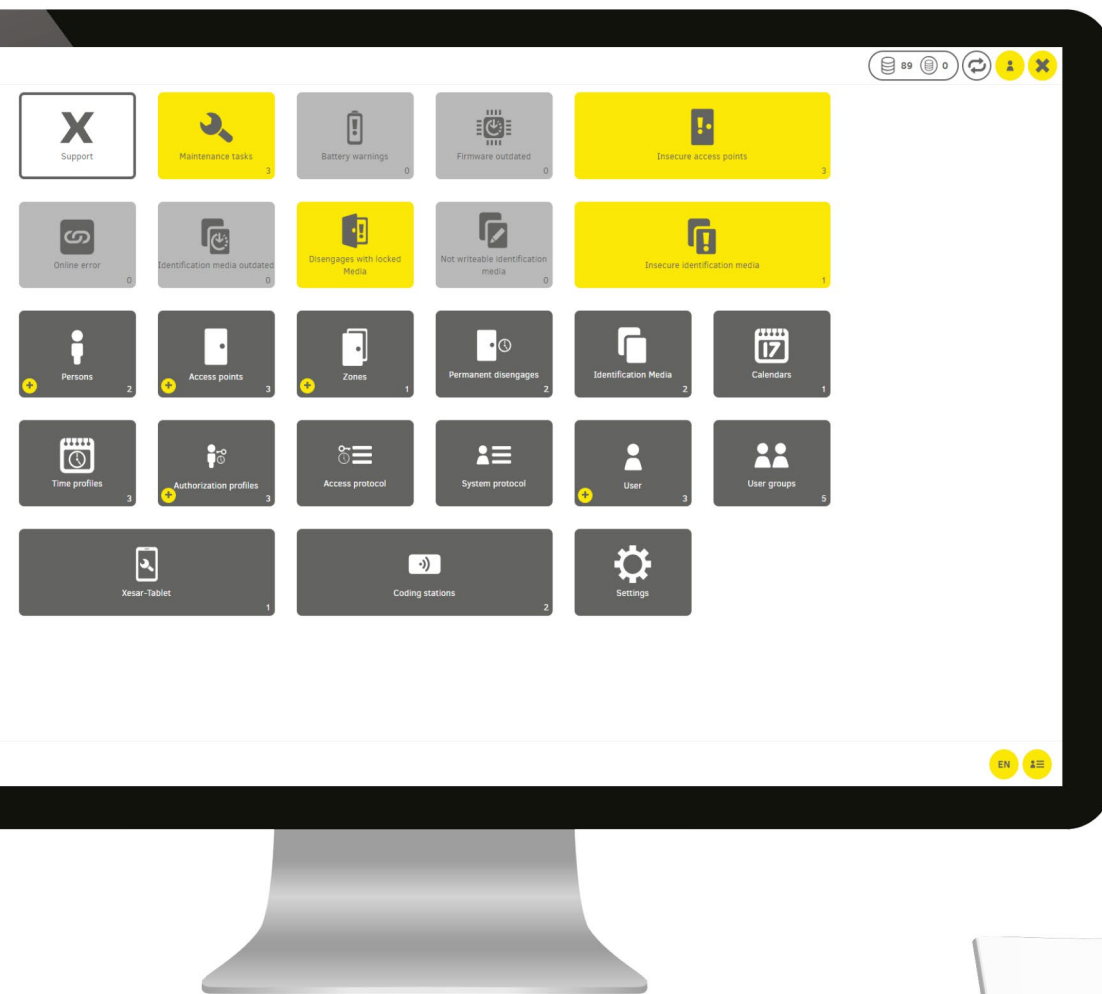 89 0
X
Support
Maintenance tasks
3
Battery warnings
0
Firmware outdated
0
Insecure access points
3
Online error
0
Identification media outdated
0
Disengages with locked
Media
Not writeable identification
media
0
Insecure identification media
1
Persons
2
Access points
3
Zones
1
Permanent disengages
2
Identification Media
2
17
Calendars
1
Time profiles
3
Authorization profiles
3
Access protocol
System protocol
User
3
User groups
5
Xesar-Tablet
1
Coding stations
2
Settings
EN